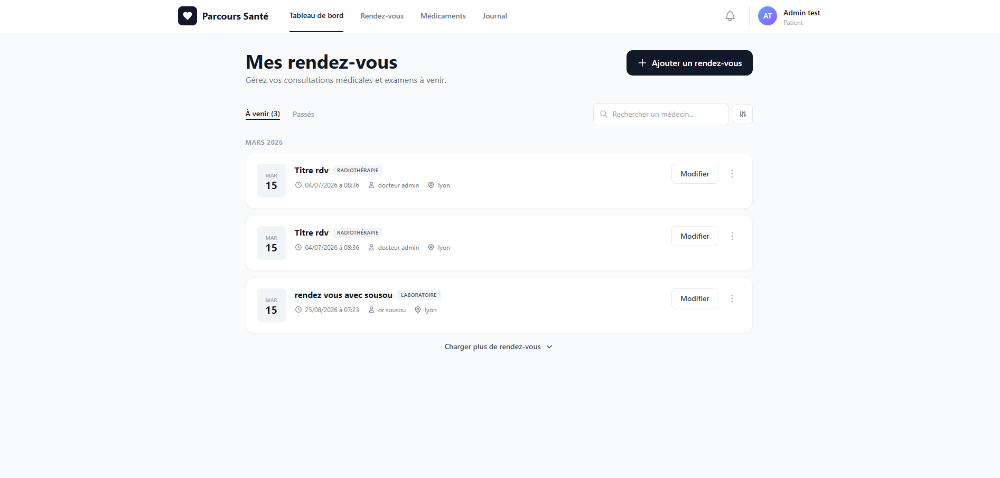 Parcours Santé
Tableau de bord
Rendez-vous
Médicaments
Journal
AT
Admin test
Patient
Mes rendez-vous
Gérez vos consultations médicales et examens à venir.
Ajouter un rendez-vous
À venir (3)
Passés
Rechercher un médecin...
MARS 2026
MAR
15
Titre rdv RADIOTHÉRAPIE
04/07/2026 à 08:36 docteur admin lyon
Modifier
MAR
15
Titre rdv RADIOTHÉRAPIE
04/07/2026 à 08:36 docteur admin lyon
Modifier
MAR
15
rendez vous avec sousou LABORATOIRE
25/08/2026 à 07:23 dr sousou lyon
Modifier
Charger plus de rendez-vous